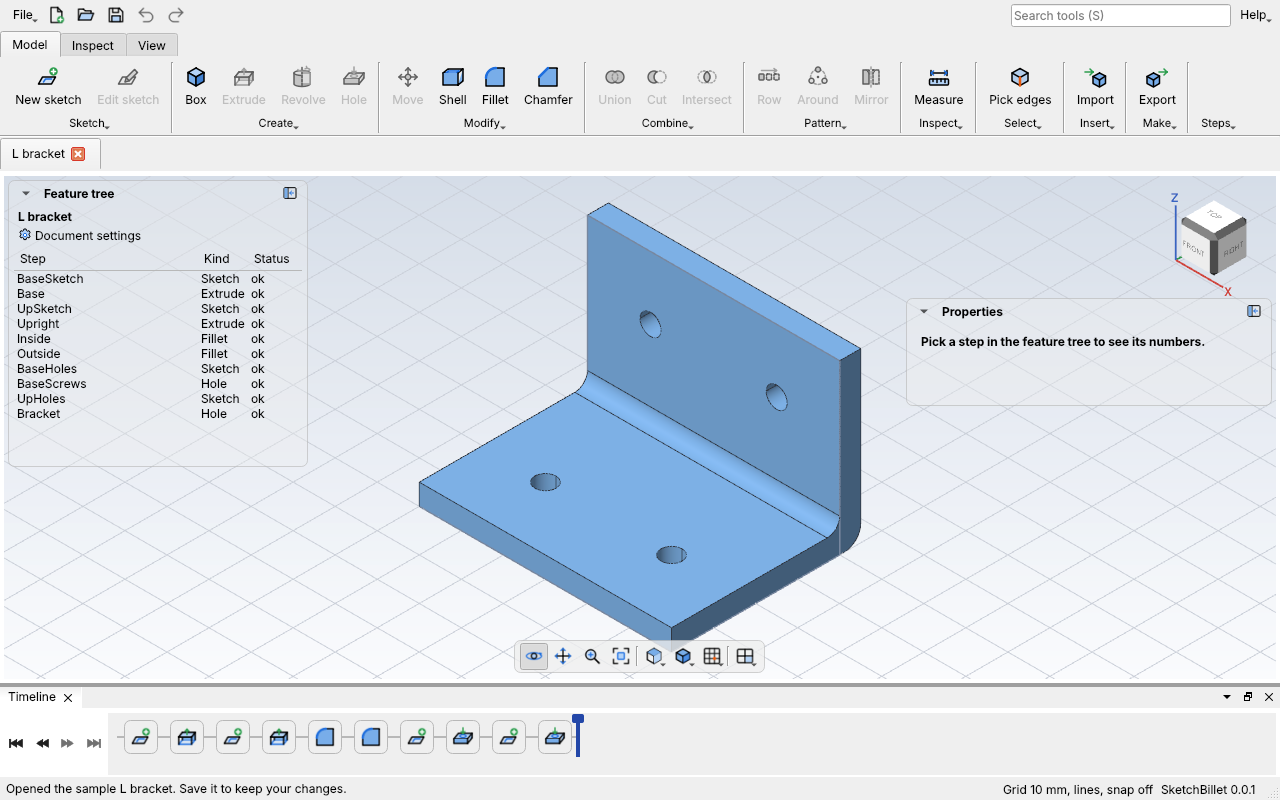 File
Search tools (S)
Help
Model
Inspect
View
New sketch
Edit sketch
Box
Extrude
Revolve
Hole
Move
Shell
Fillet
Chamfer
Union
Cut
Intersect
Row
Around
Mirror
Measure
Pick edges
Import
Export
Sketch
Create
Modify
Combine
Pattern
Inspect
Select
Insert
Make
Steps
L bracket
Feature tree
L bracket
Document settings
Step Kind Status
BaseSketch Sketch ok
Base Extrude ok
UpSketch Sketch ok
Upright Extrude ok
Inside Fillet ok
Outside Fillet ok
BaseHoles Sketch ok
BaseScrews Hole ok
UpHoles Sketch ok
Bracket Hole ok
Z
TOP
FRONT
RIGHT
X
Properties
Pick a step in the feature tree to see its numbers.
Timeline
Opened the sample L bracket. Save it to keep your changes.
Grid 10 mm, lines, snap off
SketchBillet 0.0.1